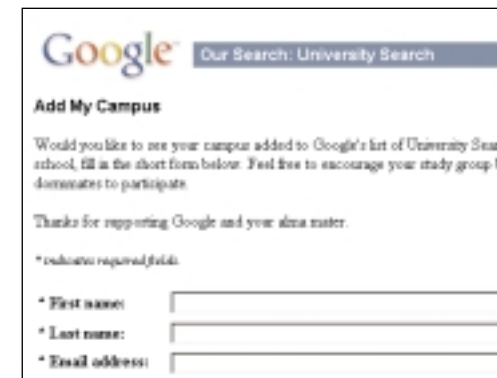 Google
Our Search: University Search
Add My Campus
Would you like to see your campus added to Google's list of University Sear
school, fill in the short form below. Feel free to encourage your study group
dormmates to participate.
Thanks for supporting Google and your alma mater.
* indicates required fields.
* First name:
* Last name:
* Email address: